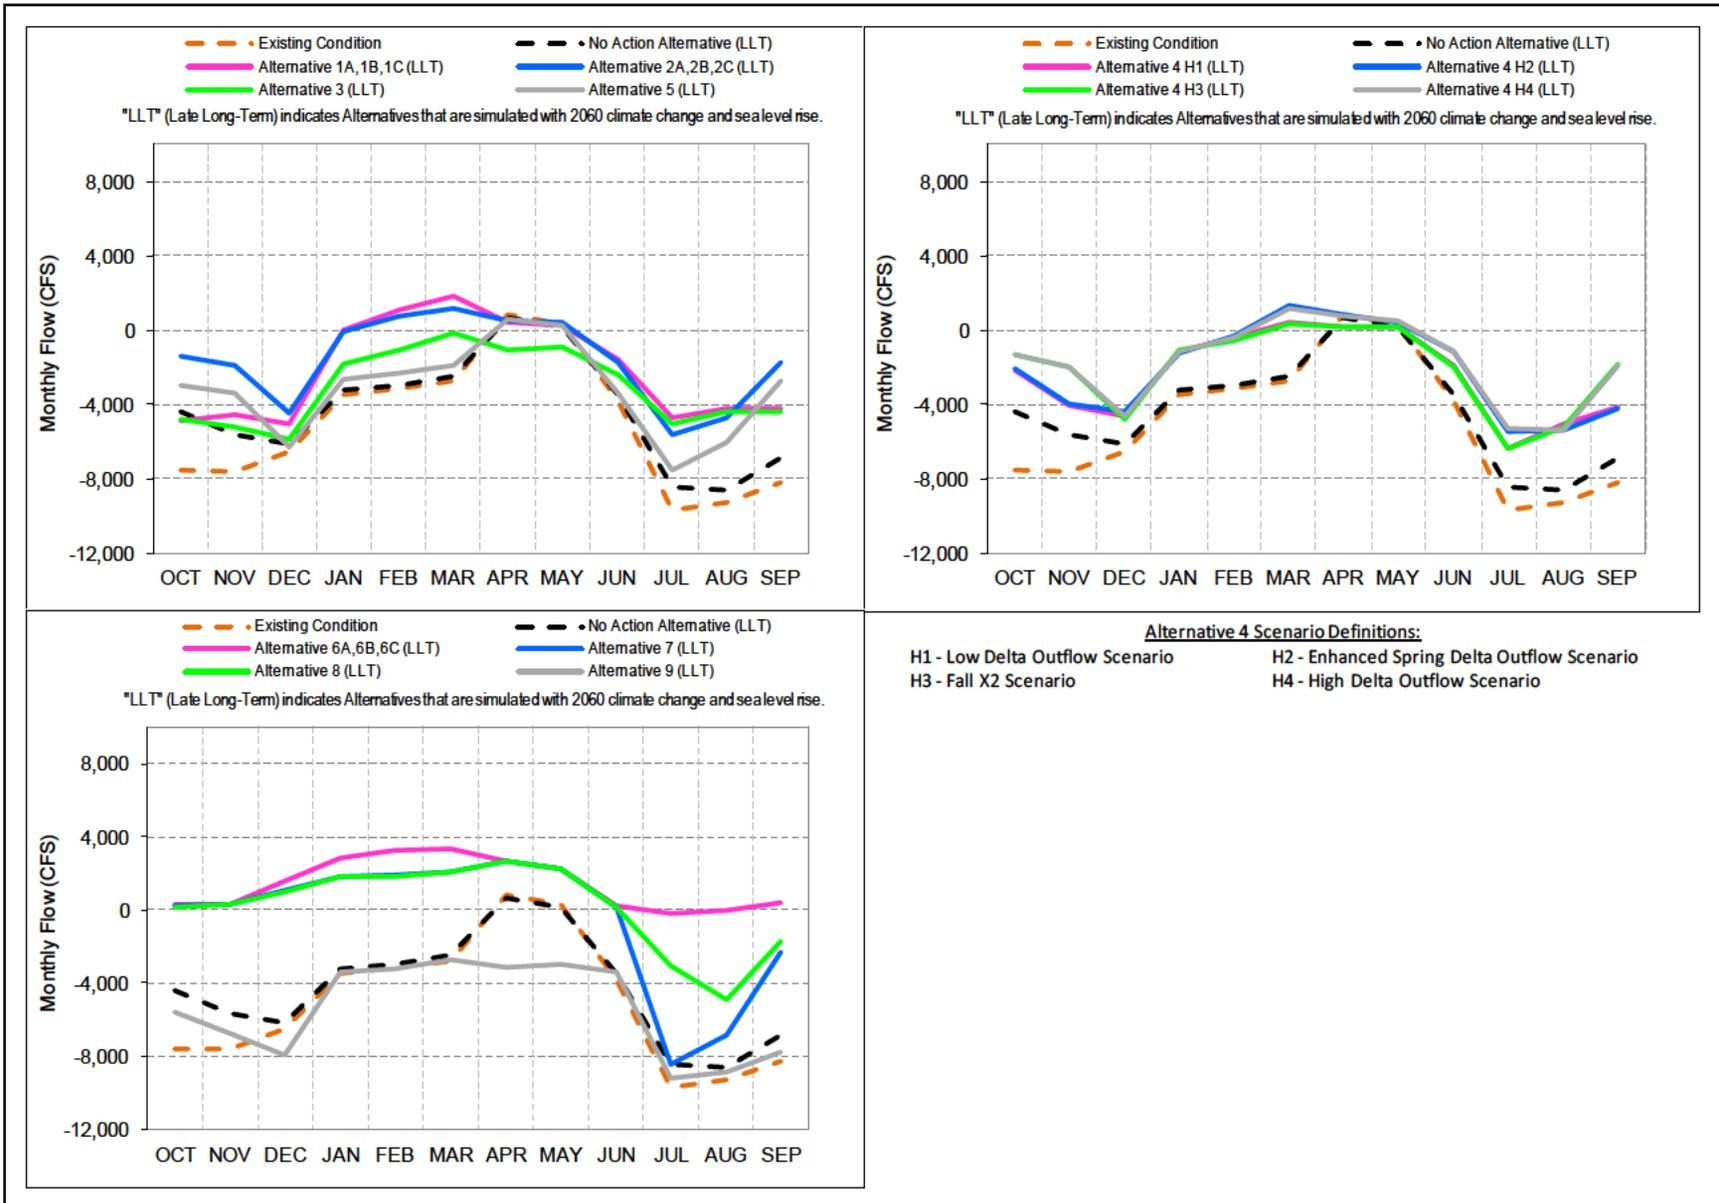 Existing Condition No Action Alternative (LLT)
Alternative 1A,1B,1C (LLT) Alternative 2A,2B,2C (LLT)
Alternative 3 (LLT) Alternative 5 (LLT)
"LLT" (Late Long-Term) indicates Alternatives that are simulated with 2060 climate change and sea level rise.
Monthly Flow (CFS)
8,000
4,000
0
-4,000
-8,000
-12,000
OCT NOV DEC JAN FEB MAR APR MAY JUN JUL AUG SEP
Existing Condition No Action Alternative (LLT)
Alternative 4 H1 (LLT) Alternative 4 H2 (LLT)
Alternative 4 H3 (LLT) Alternative 4 H4 (LLT)
"LLT" (Late Long-Term) indicates Alternatives that are simulated with 2060 climate change and sea level rise.
Monthly Flow (CFS)
8,000
4,000
0
-4,000
-8,000
-12,000
OCT NOV DEC JAN FEB MAR APR MAY JUN JUL AUG SEP
Existing Condition No Action Alternative (LLT)
Alternative 6A,6B,6C (LLT) Alternative 7 (LLT)
Alternative 8 (LLT) Alternative 9 (LLT)
"LLT" (Late Long-Term) indicates Alternatives that are simulated with 2060 climate change and sea level rise.
Monthly Flow (CFS)
8,000
4,000
0
-4,000
-8,000
-12,000
OCT NOV DEC JAN FEB MAR APR MAY JUN JUL AUG SEP
Alternative 4 Scenario Definitions:
H1 - Low Delta Outflow Scenario H2 - Enhanced Spring Delta Outflow Scenario
H3 - Fall X2 Scenario H4 - High Delta Outflow Scenario